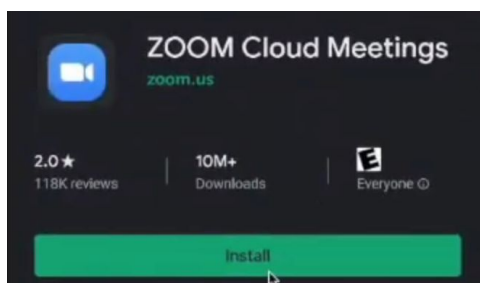 ZOOM Cloud Meetings
zoom.us
2.0★
118K reviews
10M+
Downloads
E
Everyone ⓘ
Install